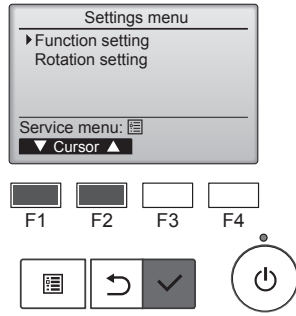 Settings menu
Function setting
Rotation setting
Service menu:
▼ Cursor ▲
F1 F2 F3 F4